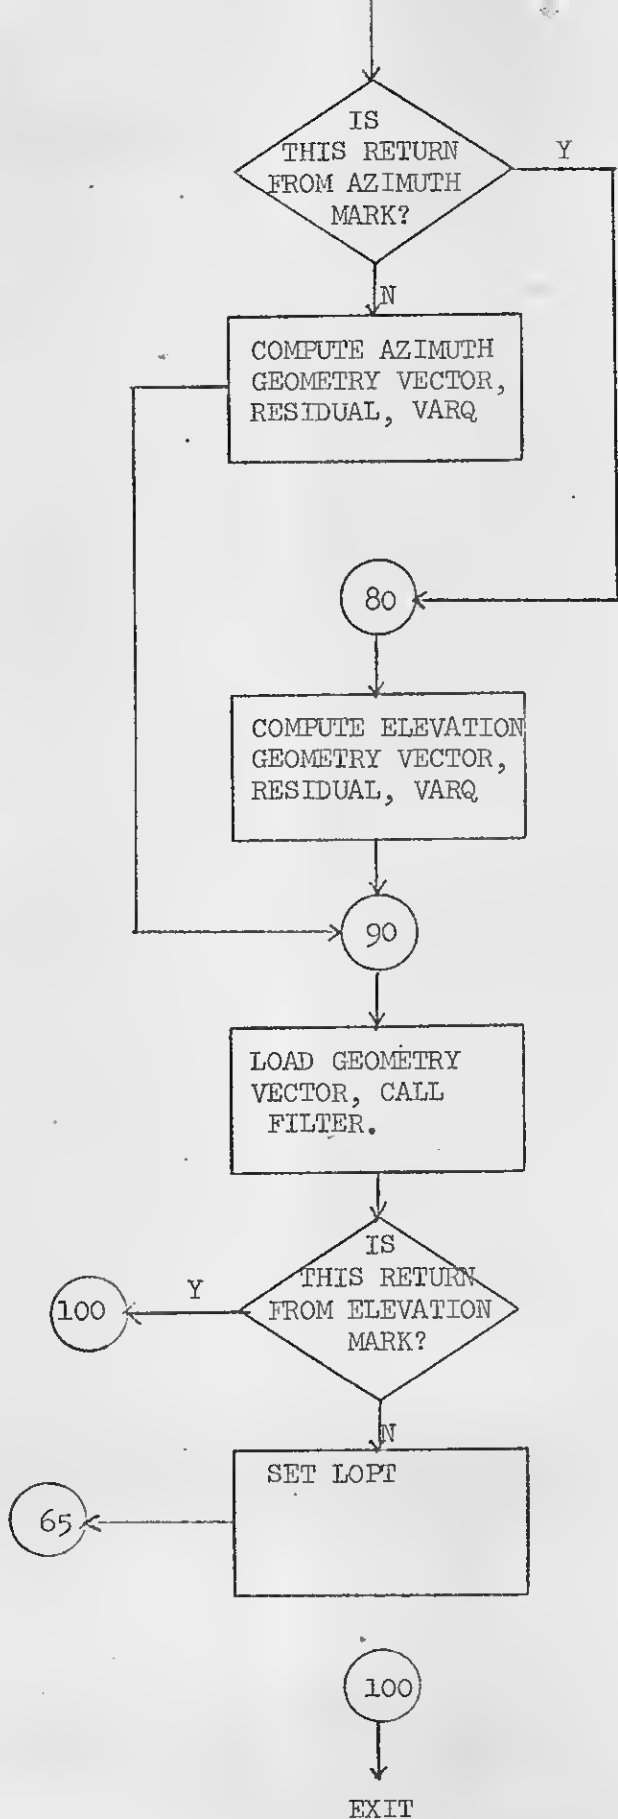 IS
THIS RETURN
FROM AZIMUTH
MARK?
Y
N
COMPUTE AZIMUTH
GEOMETRY VECTOR,
RESIDUAL, VARQ
80
COMPUTE ELEVATION
GEOMETRY VECTOR,
RESIDUAL, VARQ
90
LOAD GEOMETRY
VECTOR, CALL
FILTER.
IS
THIS RETURN
FROM ELEVATION
MARK?
Y
100
N
SET LOPT
65
100
EXIT